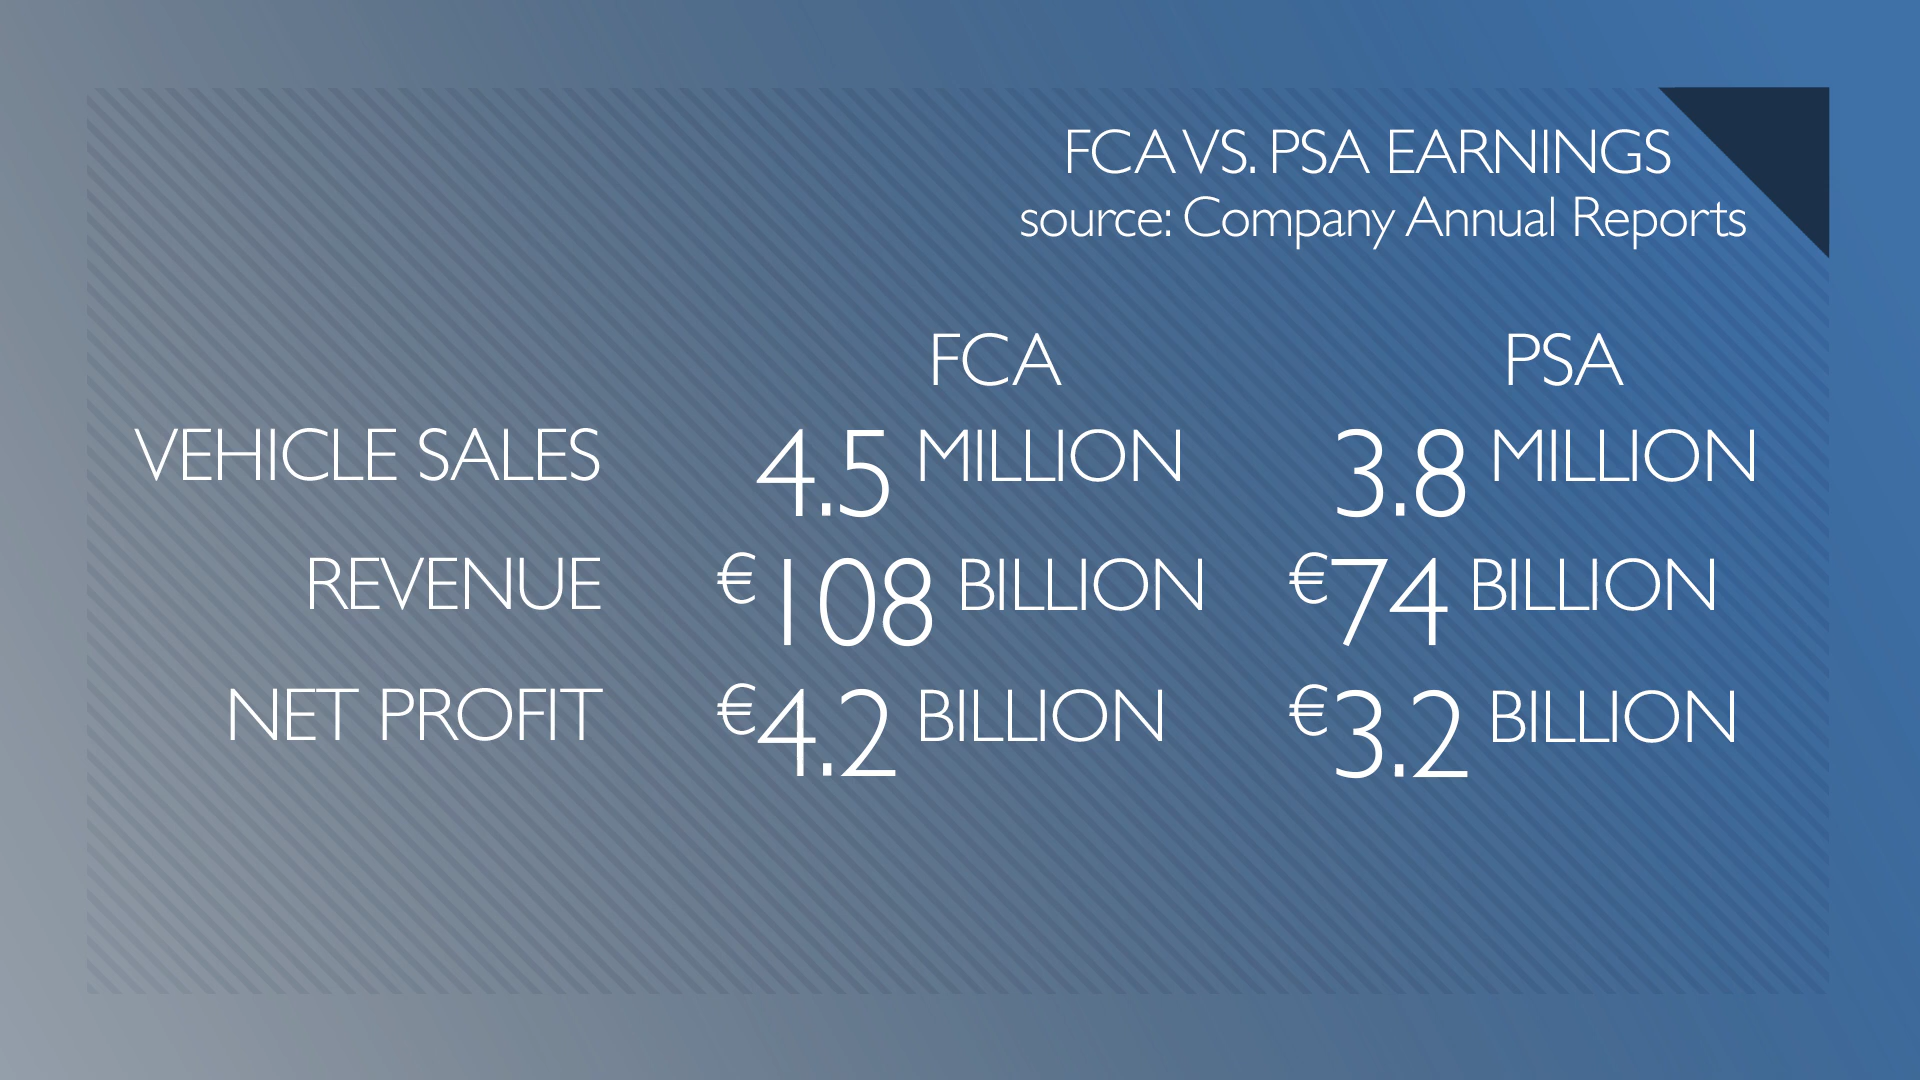 FCA VS. PSA EARNINGS
source: Company Annual Reports
FCA PSA
VEHICLE SALES 4.5 MILLION 3.8 MILLION
REVENUE €108 BILLION €74 BILLION
NET PROFIT €4.2 BILLION €3.2 BILLION